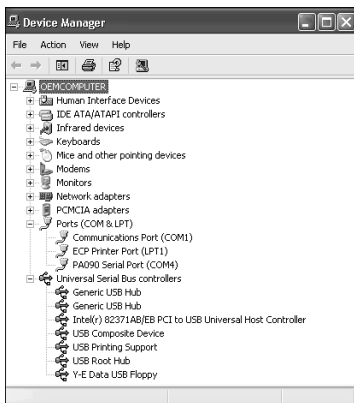 Device Manager
File Action View Help
OEMCOMPUTER
Human Interface Devices
IDE ATA/ATAPI controllers
Infrared devices
Keyboards
Mice and other pointing devices
Modems
Monitors
Network adapters
PCMCIA adapters
Ports (COM & LPT)
Communications Port (COM1)
ECP Printer Port (LPT1)
PA090 Serial Port (COM4)
Universal Serial Bus controllers
Generic USB Hub
Generic USB Hub
Intel(r) 82371AB/EB PCI to USB Universal Host Controller
USB Composite Device
USB Printing Support
USB Root Hub
Y-E Data USB Floppy